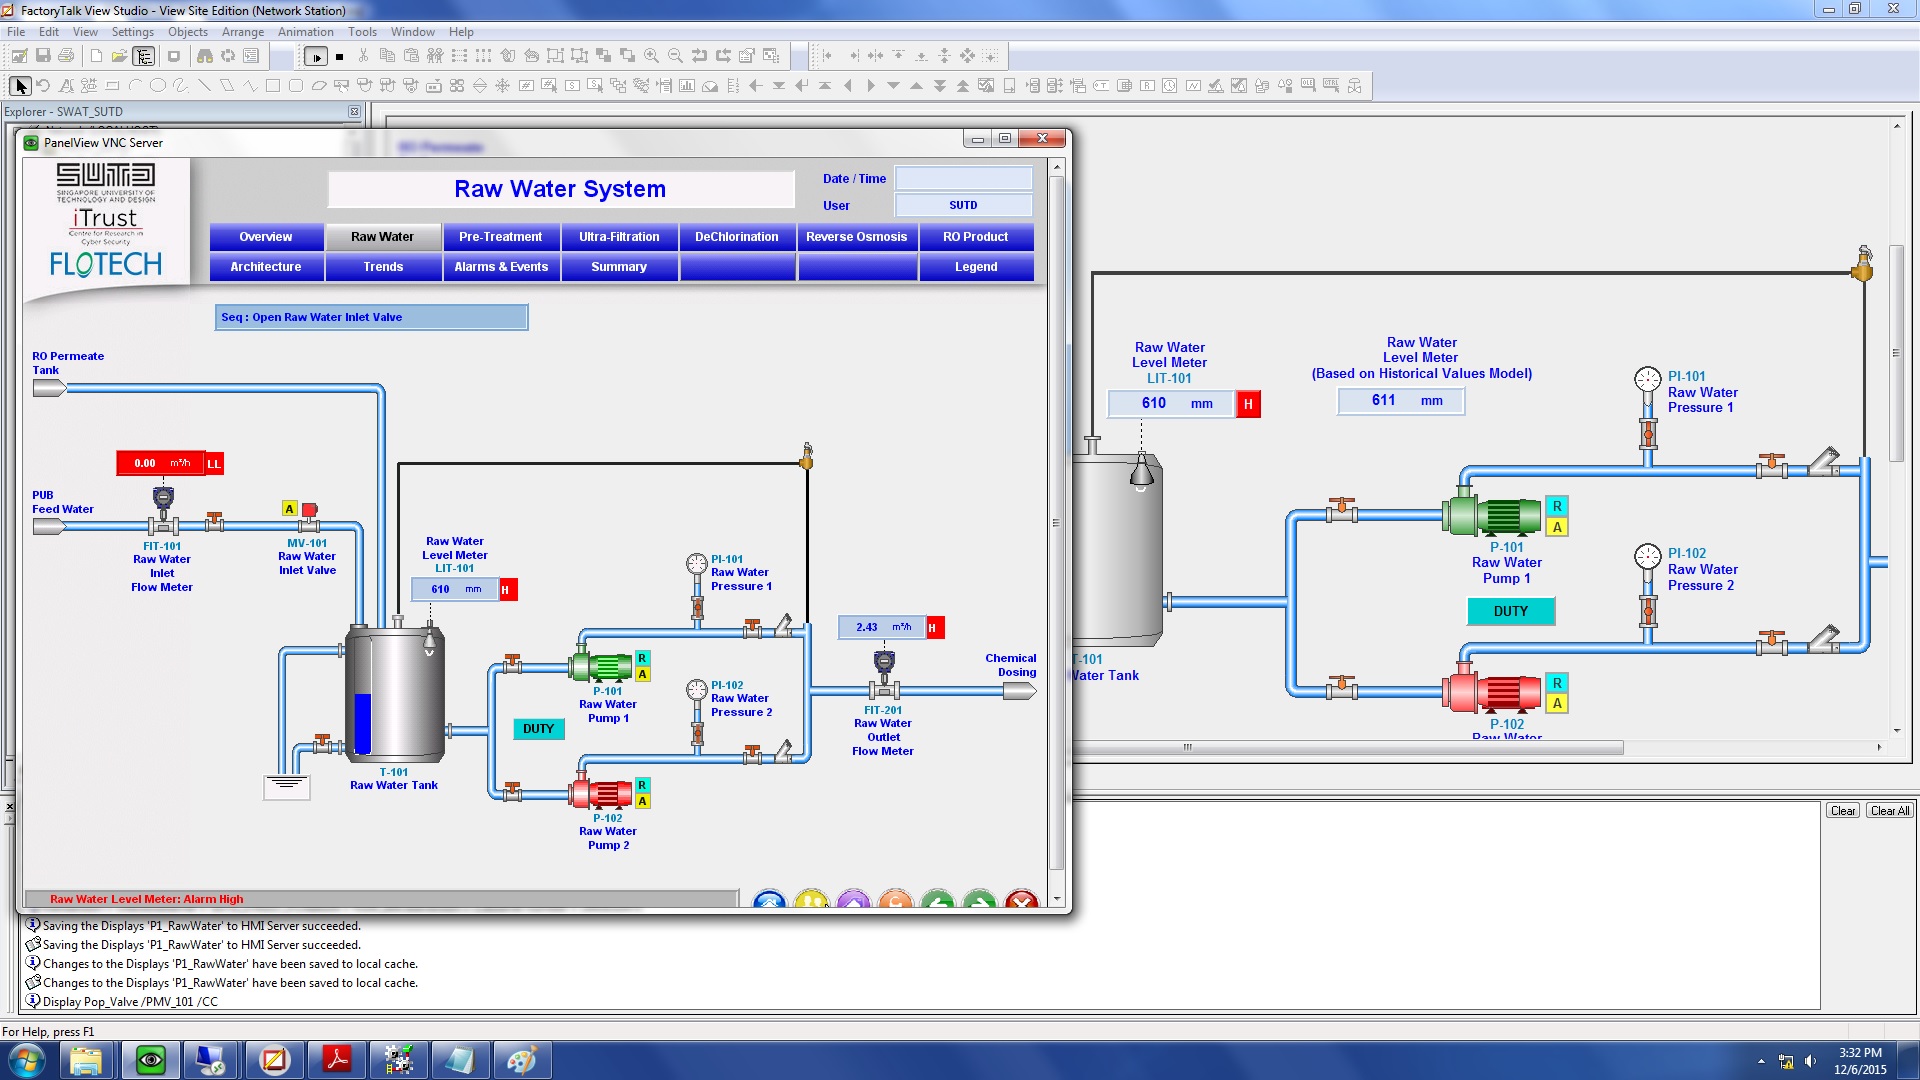 FactoryTalk View Studio - View Site Edition (Network Station)
File Edit View Settings Objects Arrange Animation Tools Window Help
Explorer - SWAT_SUTD
PanelView VNC Server
SUTD
SINGAPORE UNIVERSITY OF
TECHNOLOGY AND DESIGN
iTrust
Centre for Research in
Cyber Security
FLOTECH
Raw Water System
Date / Time
User
SUTD
Overview Raw Water Pre-Treatment Ultra-Filtration DeChlorination Reverse Osmosis RO Product
Architecture Trends Alarms & Events Summary Legend
Seq : Open Raw Water Inlet Valve
RO Permeate
Tank
0.00 m³/h LL
PUB
Feed Water
FIT-101
Raw Water
Inlet
Flow Meter
A
MV-101
Raw Water
Inlet Valve
Raw Water
Level Meter
LIT-101
610 mm H
T-101
Raw Water Tank
PI-101
Raw Water
Pressure 1
R
A
P-101
Raw Water
Pump 1
DUTY
PI-102
Raw Water
Pressure 2
R
A
P-102
Raw Water
Pump 2
2.43 m³/h H
FIT-201
Raw Water
Outlet
Flow Meter
Chemical
Dosing
Raw Water Level Meter: Alarm High
RO Permeate
Raw Water
Level Meter
LIT-101
610 mm H
Raw Water
Level Meter
(Based on Historical Values Model)
611 mm
PI-101
Raw Water
Pressure 1
R
A
P-101
Raw Water
Pump 1
DUTY
PI-102
Raw Water
Pressure 2
R
A
P-102
Raw Water
T-101
Water Tank
Clear Clear All
Saving the Displays 'P1_RawWater' to HMI Server succeeded.
Saving the Displays 'P1_RawWater' to HMI Server succeeded.
Changes to the Displays 'P1_RawWater' have been saved to local cache.
Changes to the Displays 'P1_RawWater' have been saved to local cache.
Display Pop_Valve /PMV_101 /CC
For Help, press F1
3:32 PM
12/6/2015